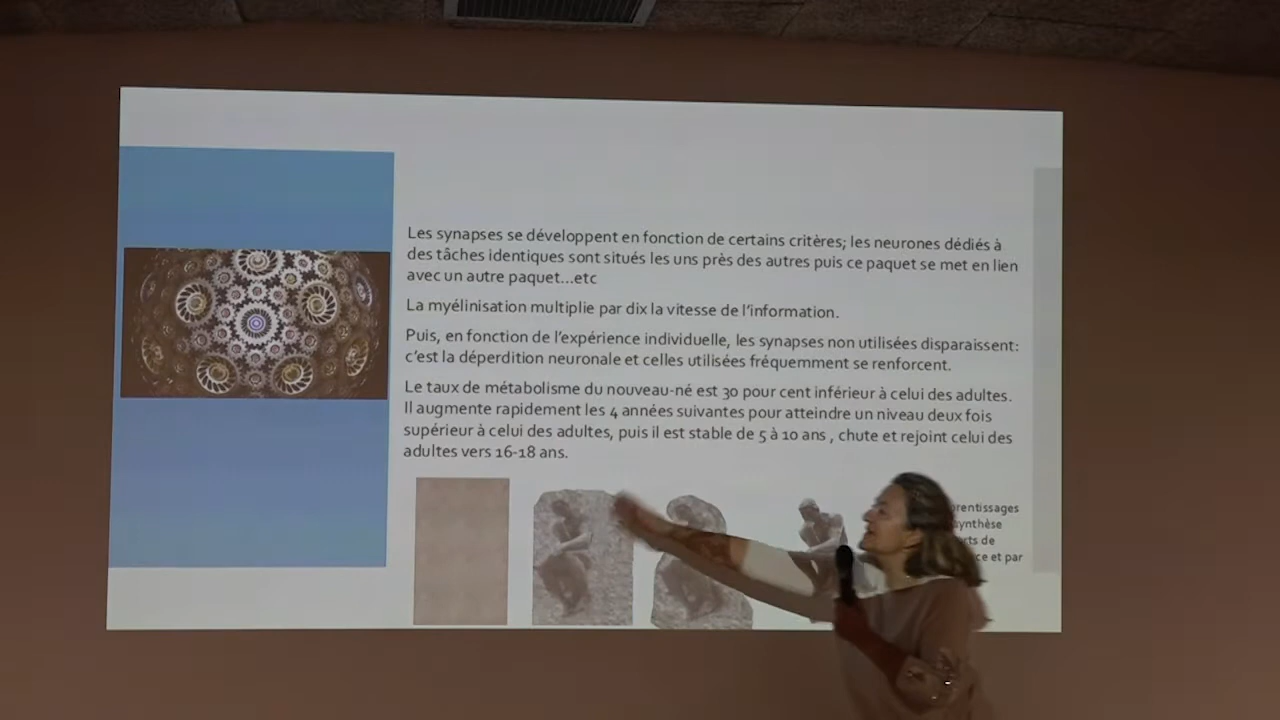 Les synapses se développent en fonction de certains critères; les neurones dédiés à
des tâches identiques sont situés les uns près des autres puis ce paquet se met en lien
avec un autre paquet...etc
La myélinisation multiplie par dix la vitesse de l'information.
Puis, en fonction de l'expérience individuelle, les synapses non utilisées disparaissent:
c'est la déperdition neuronale et celles utilisées fréquemment se renforcent.
Le taux de métabolisme du nouveau-né est 30 pour cent inférieur à celui des adultes.
Il augmente rapidement les 4 années suivantes pour atteindre un niveau deux fois
supérieur à celui des adultes, puis il est stable de 5 à 10 ans , chute et rejoint celui des
adultes vers 16-18 ans.
synthèse
de
et par